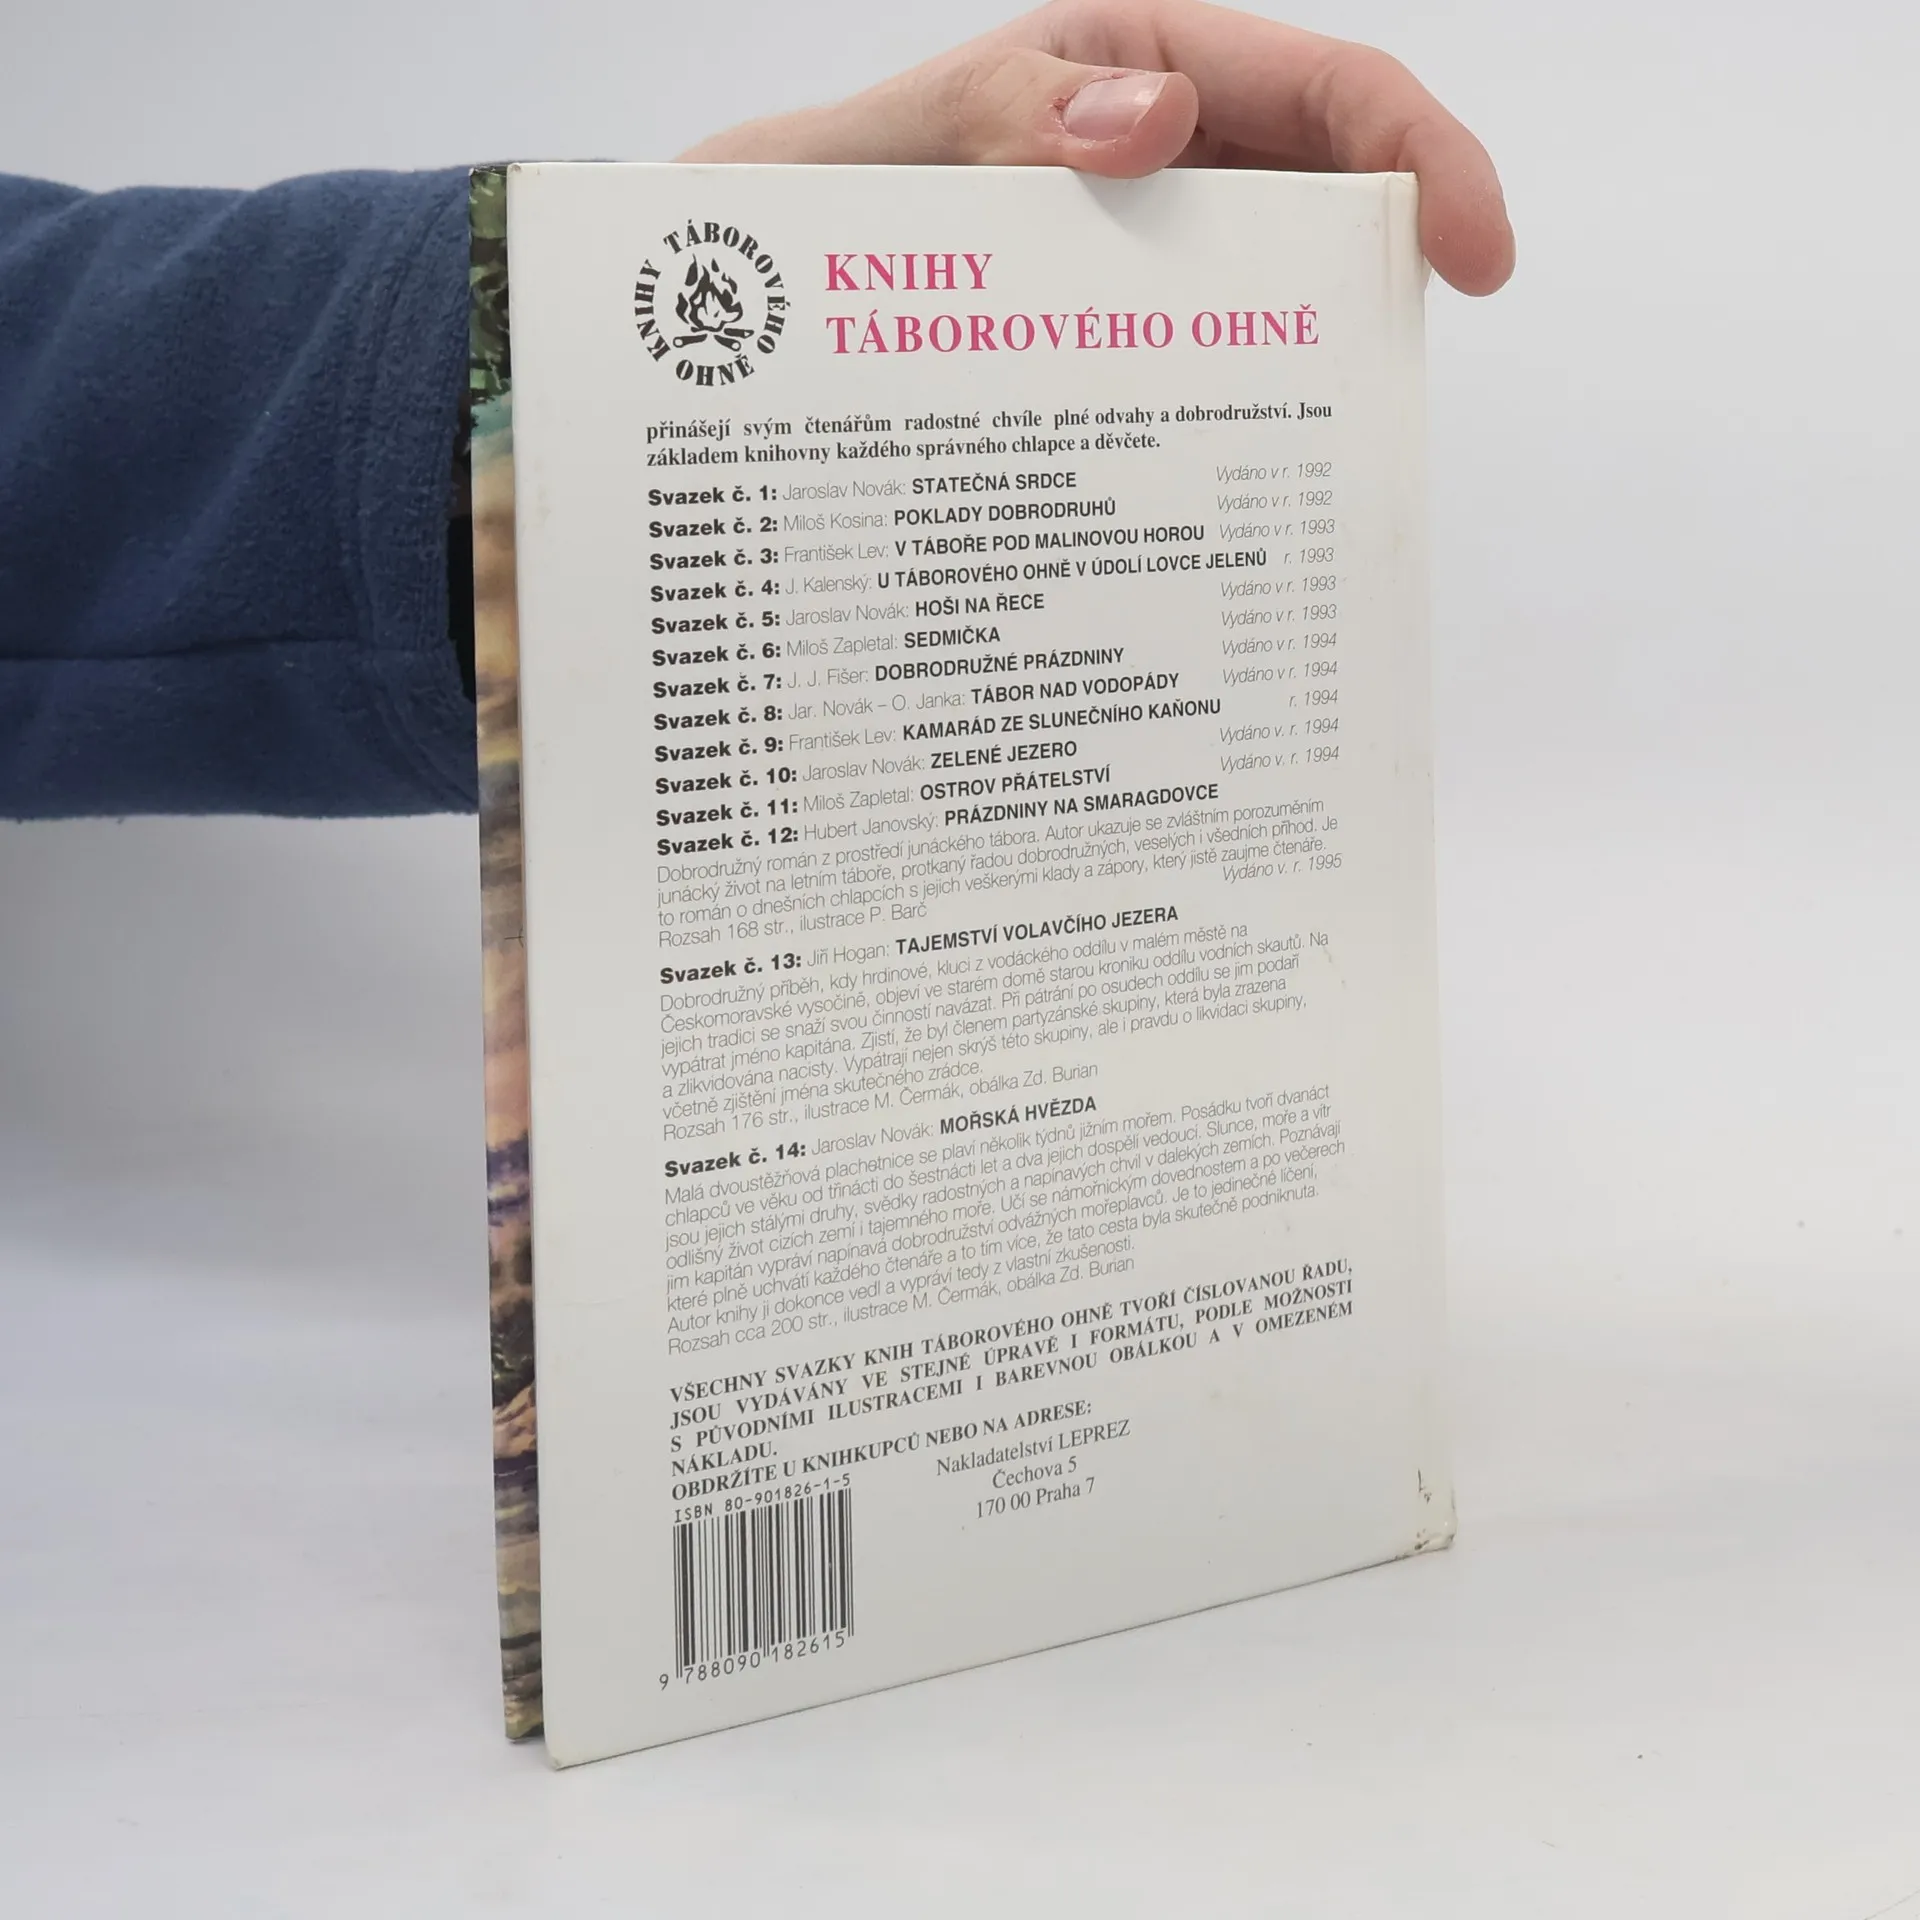 KNIHY TÁBOROVÉHO OHNĚ
KNIHY
TÁBOROVÉHO OHNĚ
přinášejí svým čtenářům radostné chvíle plné odvahy a dobrodružství. Jsou
základem knihovny každého správného chlapce a děvčete.
Svazek č. 1: Jaroslav Novák: STATEČNÁ SRDCE Vydáno v r. 1992
Svazek č. 2: Miloš Kosina: POKLADY DOBRODRUHŮ Vydáno v r. 1992
Svazek č. 3: František Lev: V TÁBOŘE POD MALINOVOU HOROU Vydáno v r. 1993
Svazek č. 4: J. Kalenský: U TÁBOROVÉHO OHNĚ V ÚDOLÍ LOVCE JELENŮ r. 1993
Svazek č. 5: Jaroslav Novák: HOŠI NA ŘECE Vydáno v r. 1993
Svazek č. 6: Miloš Zapletal: SEDMIČKA Vydáno v r. 1993
Svazek č. 7: J. J. Fišer: DOBRODRUŽNÉ PRÁZDNINY Vydáno v r. 1994
Svazek č. 8: Jar. Novák – O. Janka: TÁBOR NAD VODOPÁDY Vydáno v r. 1994
Svazek č. 9: František Lev: KAMARÁD ZE SLUNEČNÍHO KAŇONU r. 1994
Svazek č. 10: Jaroslav Novák: ZELENÉ JEZERO Vydáno v. r. 1994
Svazek č. 11: Miloš Zapletal: OSTROV PŘÁTELSTVÍ Vydáno v. r. 1994
Svazek č. 12: Hubert Janovský: PRÁZDNINY NA SMARAGDOVCE
Dobrodružný román z prostředí junáckého tábora. Autor ukazuje se zvláštním porozuměním
junácký život na letním táboře, protkaný řadou dobrodružných, veselých i všedních příhod. Je
to román o dnešních chlapcích s jejich veškerými klady a zápory, který jistě zaujme čtenáře.
Rozsah 168 str., ilustrace P. Barč Vydáno v. r. 1995
Svazek č. 13: Jiří Hogan: TAJEMSTVÍ VOLAVČÍHO JEZERA
Dobrodružný příběh, kdy hrdinové, kluci z vodáckého oddílu v malém městě na
Českomoravské vysočině, objeví ve starém domě starou kroniku oddílu vodních skautů. Na
jejich tradici se snaží svou činností navázat. Při pátrání po osudech oddílu se jim podaří
vypátrat jméno kapitána. Zjistí, že byl členem partyzánské skupiny, která byla zrazena
a zlikvidována nacisty. Vypátrají nejen skrýš této skupiny, ale i pravdu o likvidaci skupiny,
včetně zjištění jména skutečného zrádce.
Rozsah 176 str., ilustrace M. Čermák, obálka Zd. Burian
Svazek č. 14: Jaroslav Novák: MOŘSKÁ HVĚZDA
Malá dvoustěžňová plachetnice se plaví několik týdnů jižním mořem. Posádku tvoří dvanáct
chlapců ve věku od třinácti do šestnácti let a dva jejich dospělí vedoucí. Slunce, moře a vítr
jsou jejich stálými druhy, svědky radostných a napínavých chvil v dalekých zemích. Poznávají
odlišný život cizích zemí i tajemného moře. Učí se námořnickým dovednostem a po večerech
jim kapitán vypráví napínavá dobrodružství odvážných mořeplavců. Je to jedinečné líčení,
které plně uchvátí každého čtenáře a to tím více, že tato cesta byla skutečně podniknuta.
Autor knihy ji dokonce vedl a vypráví tedy z vlastní zkušenosti.
Rozsah cca 200 str., ilustrace M. Čermák, obálka Zd. Burian
VŠECHNY SVAZKY KNIH TÁBOROVÉHO OHNĚ TVOŘÍ ČÍSLOVANOU ŘADU,
JSOU VYDÁVÁNY VE STEJNÉ ÚPRAVĚ I FORMÁTU, PODLE MOŽNOSTI
S PŮVODNÍMI ILUSTRACEMI I BAREVNOU OBÁLKOU A V OMEZENÉM
NÁKLADU.
OBDRŽÍTE U KNIHKUPCŮ NEBO NA ADRESE:
Nakladatelství LEPREZ
Čechova 5
170 00 Praha 7
ISBN 80-901826-1-5
9 788090 182615